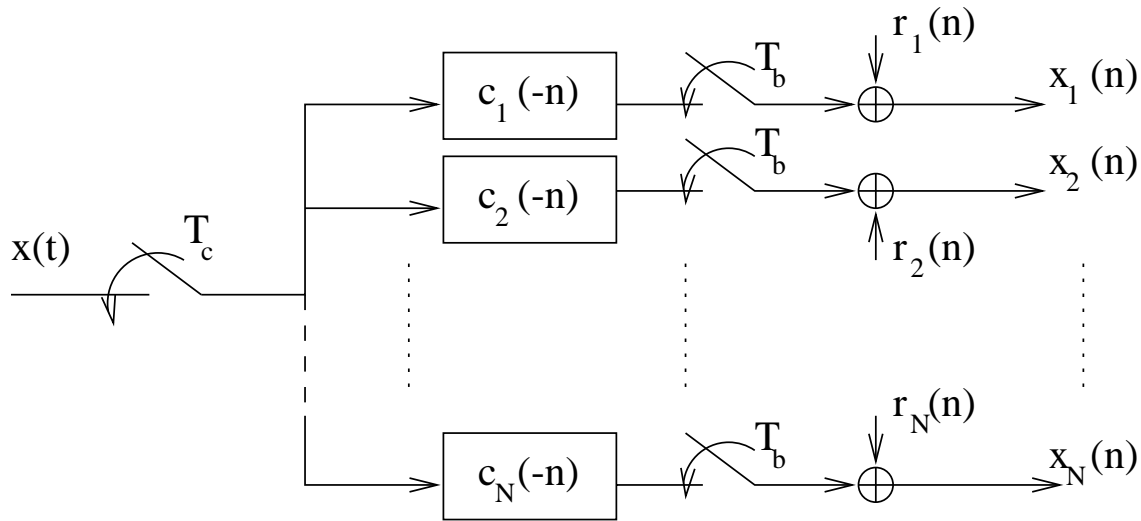 r_1(n)
c_1(-n) T_b x_1(n)
T_b
c_2(-n) x_2(n)
x(t) T_c r_2(n)
r_N(n)
c_N(-n) T_b x_N(n)